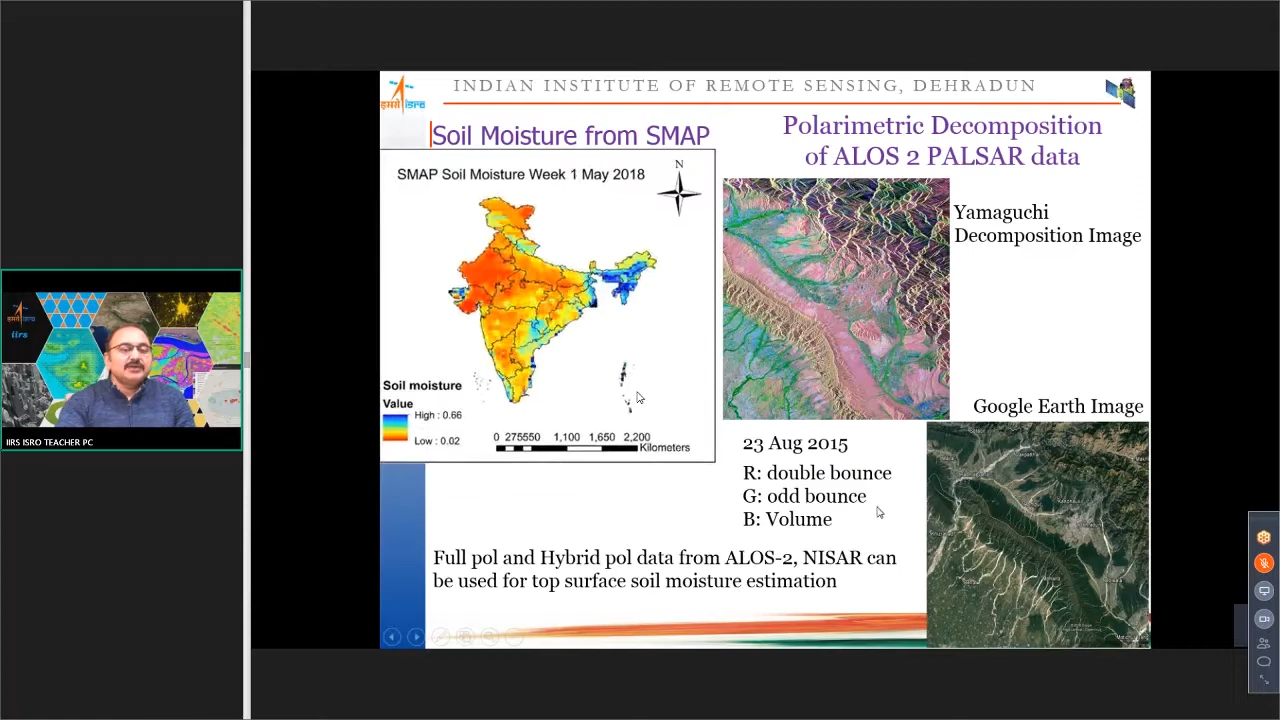 INDIAN INSTITUTE OF REMOTE SENSING, DEHRADUN
इसरो isro
Soil Moisture from SMAP
Polarimetric Decomposition
of ALOS 2 PALSAR data
SMAP Soil Moisture Week 1 May 2018
N
Soil moisture
Value
High : 0.66
Low : 0.02
0 275550 1,100 1,650 2,200
Kilometers
Yamaguchi
Decomposition Image
Google Earth Image
23 Aug 2015
R: double bounce
G: odd bounce
B: Volume
Full pol and Hybrid pol data from ALOS-2, NISAR can
be used for top surface soil moisture estimation
iirs
IIRS ISRO TEACHER PC